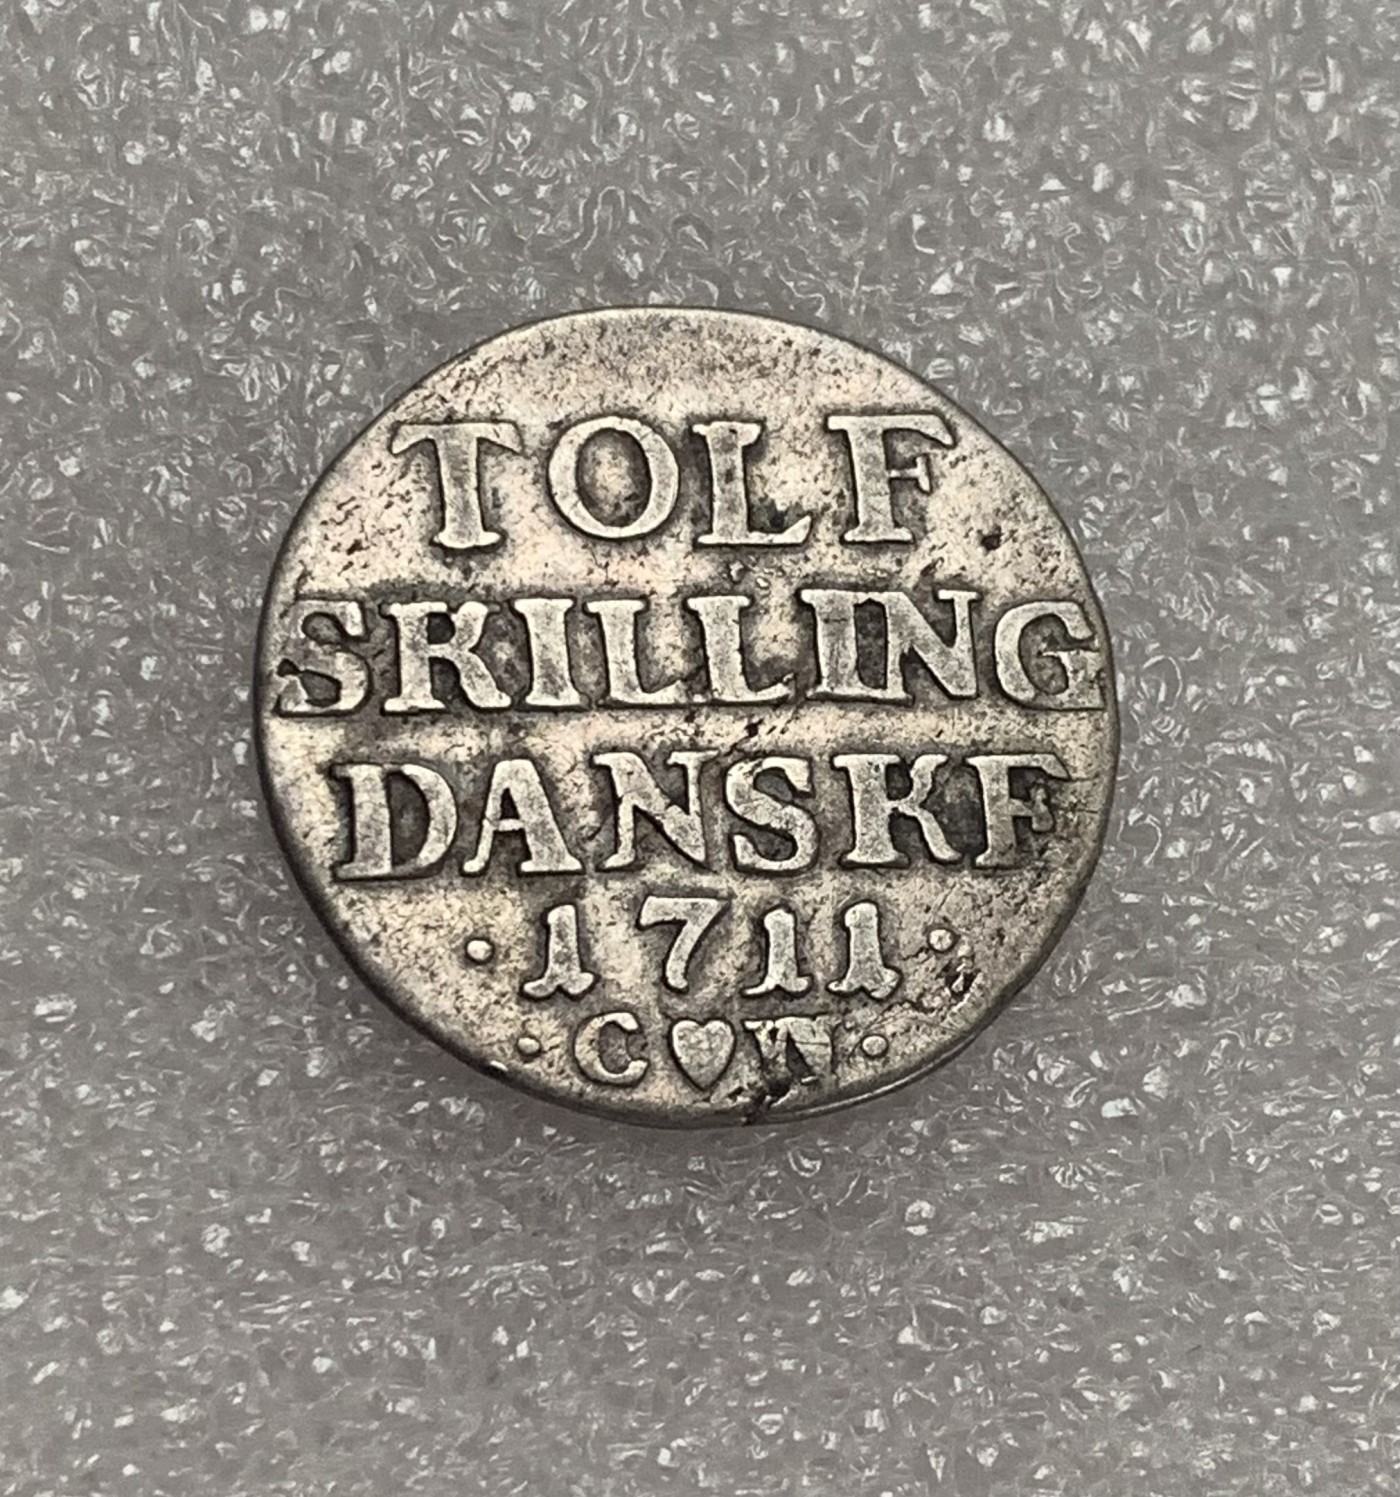 TOLF
SKILLING
DANSKE
· 1711 ·
· C♥W ·